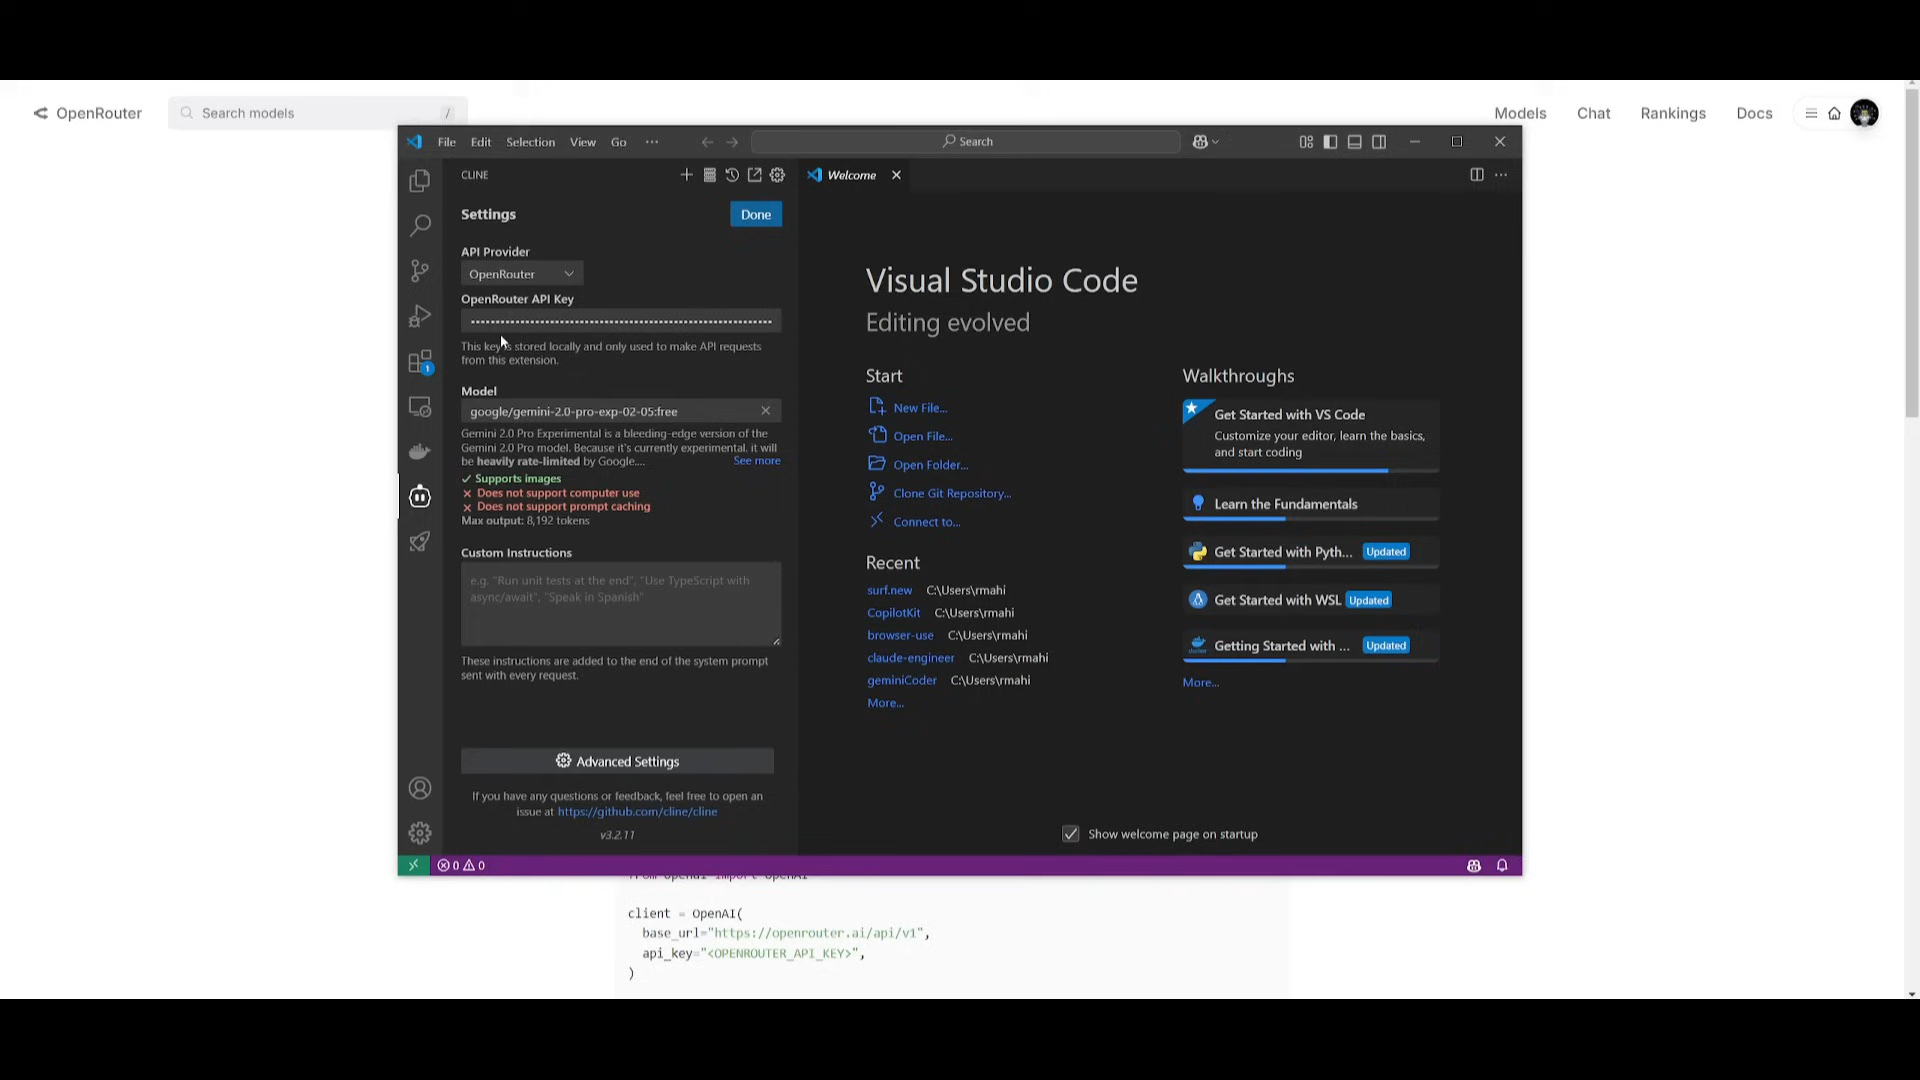 OpenRouter
Search models
/
Models
Chat
Rankings
Docs
File Edit Selection View Go ...
Search
CLINE
Welcome
Settings
Done
API Provider
OpenRouter
OpenRouter API Key
This key is stored locally and only used to make API requests
from this extension.
Model
google/gemini-2.0-pro-exp-02-05:free
Gemini 2.0 Pro Experimental is a bleeding-edge version of the
Gemini 2.0 Pro model. Because it's currently experimental, it will
be heavily rate-limited by Google....
See more
✓ Supports images
✕ Does not support computer use
✕ Does not support prompt caching
Max output: 8,192 tokens
Custom Instructions
e.g. "Run unit tests at the end", "Use TypeScript with
async/await", "Speak in Spanish"
These instructions are added to the end of the system prompt
sent with every request.
Advanced Settings
If you have any questions or feedback, feel free to open an
issue at https://github.com/cline/cline
v3.2.11
1
Visual Studio Code
Editing evolved
Start
New File...
Open File...
Open Folder...
Clone Git Repository...
Connect to...
Recent
surf.new C:\Users\rmahi
CopilotKit C:\Users\rmahi
browser-use C:\Users\rmahi
claude-engineer C:\Users\rmahi
geminiCoder C:\Users\rmahi
More...
Walkthroughs
Get Started with VS Code
Customize your editor, learn the basics,
and start coding
Learn the Fundamentals
Get Started with Pyth... Updated
Get Started with WSL Updated
Getting Started with ... Updated
More...
Show welcome page on startup
0 0
from openai import OpenAI
client = OpenAI(
base_url="https://openrouter.ai/api/v1",
api_key="<OPENROUTER_API_KEY>",
)